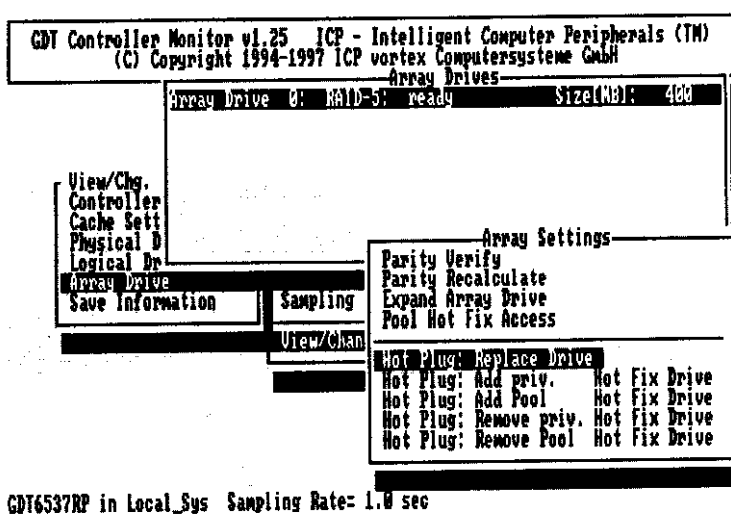 GDT Controller Monitor v1.25 ICP - Intelligent Computer Peripherals (TM)
(C) Copyright 1994-1997 ICP vortex Computersysteme GmbH
Array Drives
Array Drive 0: RAID-5: ready Size[MB]: 400
View/Chg.
Controller
Cache Sett
Physical D
Logical Dr
Array Drive
Save Information
Sampling
View/Chan
Array Settings
Parity Verify
Parity Recalculate
Expand Array Drive
Pool Hot Fix Access
Hot Plug: Replace Drive
Hot Plug: Add priv. Hot Fix Drive
Hot Plug: Add Pool Hot Fix Drive
Hot Plug: Remove priv. Hot Fix Drive
Hot Plug: Remove Pool Hot Fix Drive
GDT6537RP in Local_Sys Sampling Rate= 1.0 sec